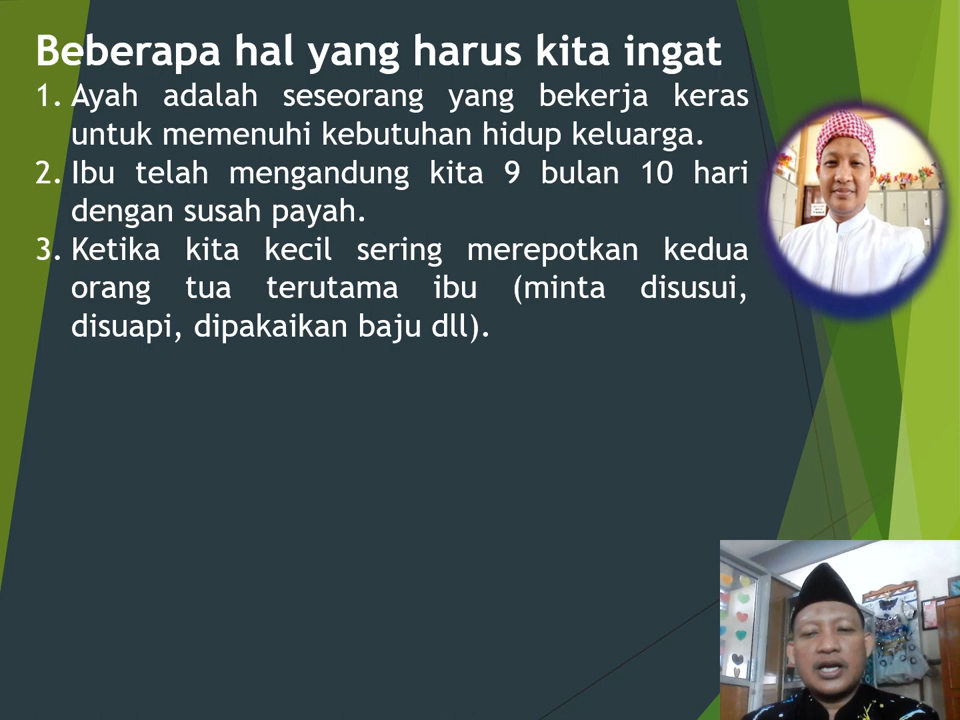 Beberapa hal yang harus kita ingat
1. Ayah adalah seseorang yang bekerja keras
untuk memenuhi kebutuhan hidup keluarga.
2. Ibu telah mengandung kita 9 bulan 10 hari
dengan susah payah.
3. Ketika kita kecil sering merepotkan kedua
orang tua terutama ibu (minta disusui,
disuapi, dipakaikan baju dll).